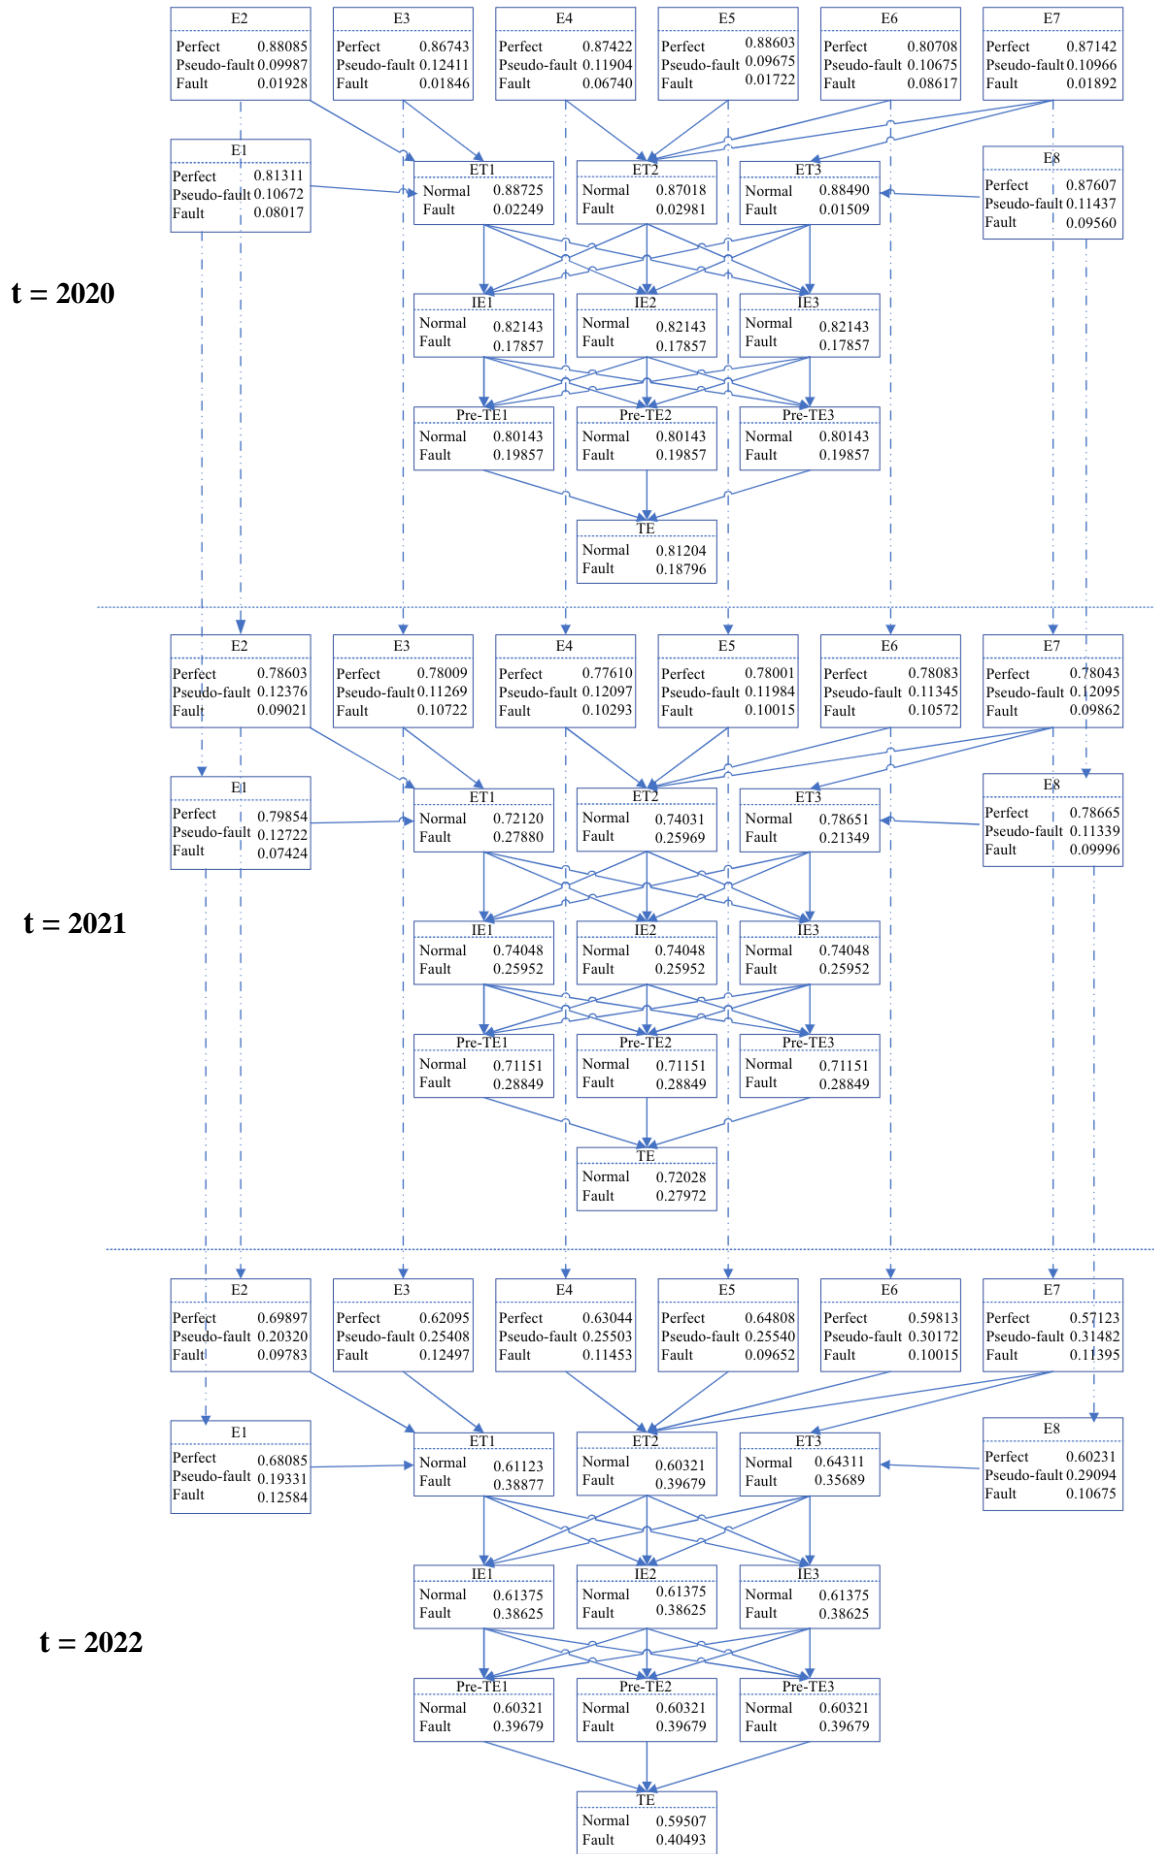 E2
Perfect 0.88085
Pseudo-fault 0.09987
Fault 0.01928
E3
Perfect 0.86743
Pseudo-fault 0.12411
Fault 0.01846
E4
Perfect 0.87422
Pseudo-fault 0.11904
Fault 0.06740
E5
Perfect 0.88603
Pseudo-fault 0.09675
Fault 0.01722
E6
Perfect 0.80708
Pseudo-fault 0.10675
Fault 0.08617
E7
Perfect 0.87142
Pseudo-fault 0.10966
Fault 0.01892
E1
Perfect 0.81311
Pseudo-fault 0.10672
Fault 0.08017
ET1
Normal 0.88725
Fault 0.02249
ET2
Normal 0.87018
Fault 0.02981
ET3
Normal 0.88490
Fault 0.01509
E8
Perfect 0.87607
Pseudo-fault 0.11437
Fault 0.09560
t = 2020
IE1
Normal 0.82143
Fault 0.17857
IE2
Normal 0.82143
Fault 0.17857
IE3
Normal 0.82143
Fault 0.17857
Pre-TE1
Normal 0.80143
Fault 0.19857
Pre-TE2
Normal 0.80143
Fault 0.19857
Pre-TE3
Normal 0.80143
Fault 0.19857
TE
Normal 0.81204
Fault 0.18796
E2
Perfect 0.78603
Pseudo-fault 0.12376
Fault 0.09021
E3
Perfect 0.78009
Pseudo-fault 0.11269
Fault 0.10722
E4
Perfect 0.77610
Pseudo-fault 0.12097
Fault 0.10293
E5
Perfect 0.78001
Pseudo-fault 0.11984
Fault 0.10015
E6
Perfect 0.78083
Pseudo-fault 0.11345
Fault 0.10572
E7
Perfect 0.78043
Pseudo-fault 0.12095
Fault 0.09862
E1
Perfect 0.79854
Pseudo-fault 0.12722
Fault 0.07424
ET1
Normal 0.72120
Fault 0.27880
ET2
Normal 0.74031
Fault 0.25969
ET3
Normal 0.78651
Fault 0.21349
E8
Perfect 0.78665
Pseudo-fault 0.11339
Fault 0.09996
t = 2021
IE1
Normal 0.74048
Fault 0.25952
IE2
Normal 0.74048
Fault 0.25952
IE3
Normal 0.74048
Fault 0.25952
Pre-TE1
Normal 0.71151
Fault 0.28849
Pre-TE2
Normal 0.71151
Fault 0.28849
Pre-TE3
Normal 0.71151
Fault 0.28849
TE
Normal 0.72028
Fault 0.27972
E2
Perfect 0.69897
Pseudo-fault 0.20320
Fault 0.09783
E3
Perfect 0.62095
Pseudo-fault 0.25408
Fault 0.12497
E4
Perfect 0.63044
Pseudo-fault 0.25503
Fault 0.11453
E5
Perfect 0.64808
Pseudo-fault 0.25540
Fault 0.09652
E6
Perfect 0.59813
Pseudo-fault 0.30172
Fault 0.10015
E7
Perfect 0.57123
Pseudo-fault 0.31482
Fault 0.11395
E1
Perfect 0.68085
Pseudo-fault 0.19331
Fault 0.12584
ET1
Normal 0.61123
Fault 0.38877
ET2
Normal 0.60321
Fault 0.39679
ET3
Normal 0.64311
Fault 0.35689
E8
Perfect 0.60231
Pseudo-fault 0.29094
Fault 0.10675
IE1
Normal 0.61375
Fault 0.38625
IE2
Normal 0.61375
Fault 0.38625
IE3
Normal 0.61375
Fault 0.38625
t = 2022
Pre-TE1
Normal 0.60321
Fault 0.39679
Pre-TE2
Normal 0.60321
Fault 0.39679
Pre-TE3
Normal 0.60321
Fault 0.39679
TE
Normal 0.59507
Fault 0.40493